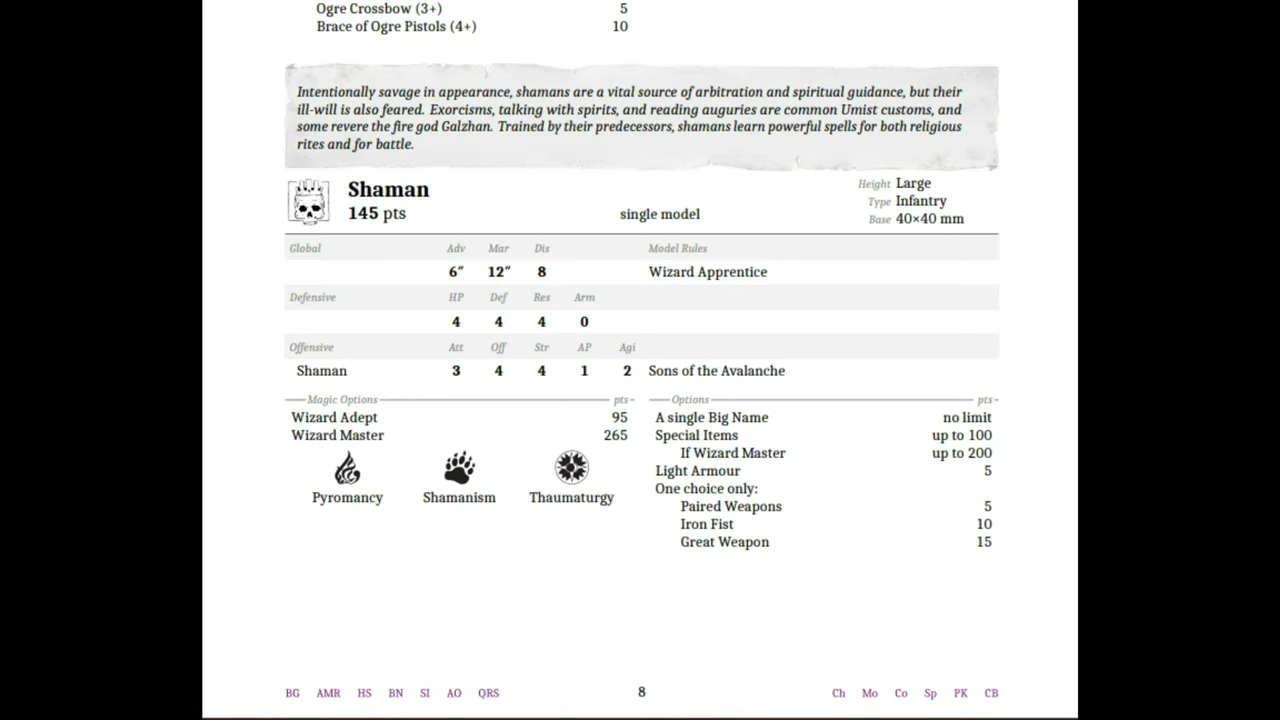 Ogre Crossbow (3+) 5
Brace of Ogre Pistols (4+) 10
Intentionally savage in appearance, shamans are a vital source of arbitration and spiritual guidance, but their
ill-will is also feared. Exorcisms, talking with spirits, and reading auguries are common Umist customs, and
some revere the fire god Galzhan. Trained by their predecessors, shamans learn powerful spells for both religious
rites and for battle.
Shaman
145 pts single model
Height Large
Type Infantry
Base 40×40 mm
Global Adv Mar Dis Model Rules
6″ 12″ 8 Wizard Apprentice
Defensive HP Def Res Arm
4 4 4 0
Offensive Att Off Str AP Agi
Shaman 3 4 4 1 2 Sons of the Avalanche
Magic Options pts
Wizard Adept 95
Wizard Master 265
Pyromancy Shamanism Thaumaturgy
Options pts
A single Big Name no limit
Special Items up to 100
If Wizard Master up to 200
Light Armour 5
One choice only:
Paired Weapons 5
Iron Fist 10
Great Weapon 15
BG AMR HS BN SI AO QRS 8 Ch Mo Co Sp PK CB